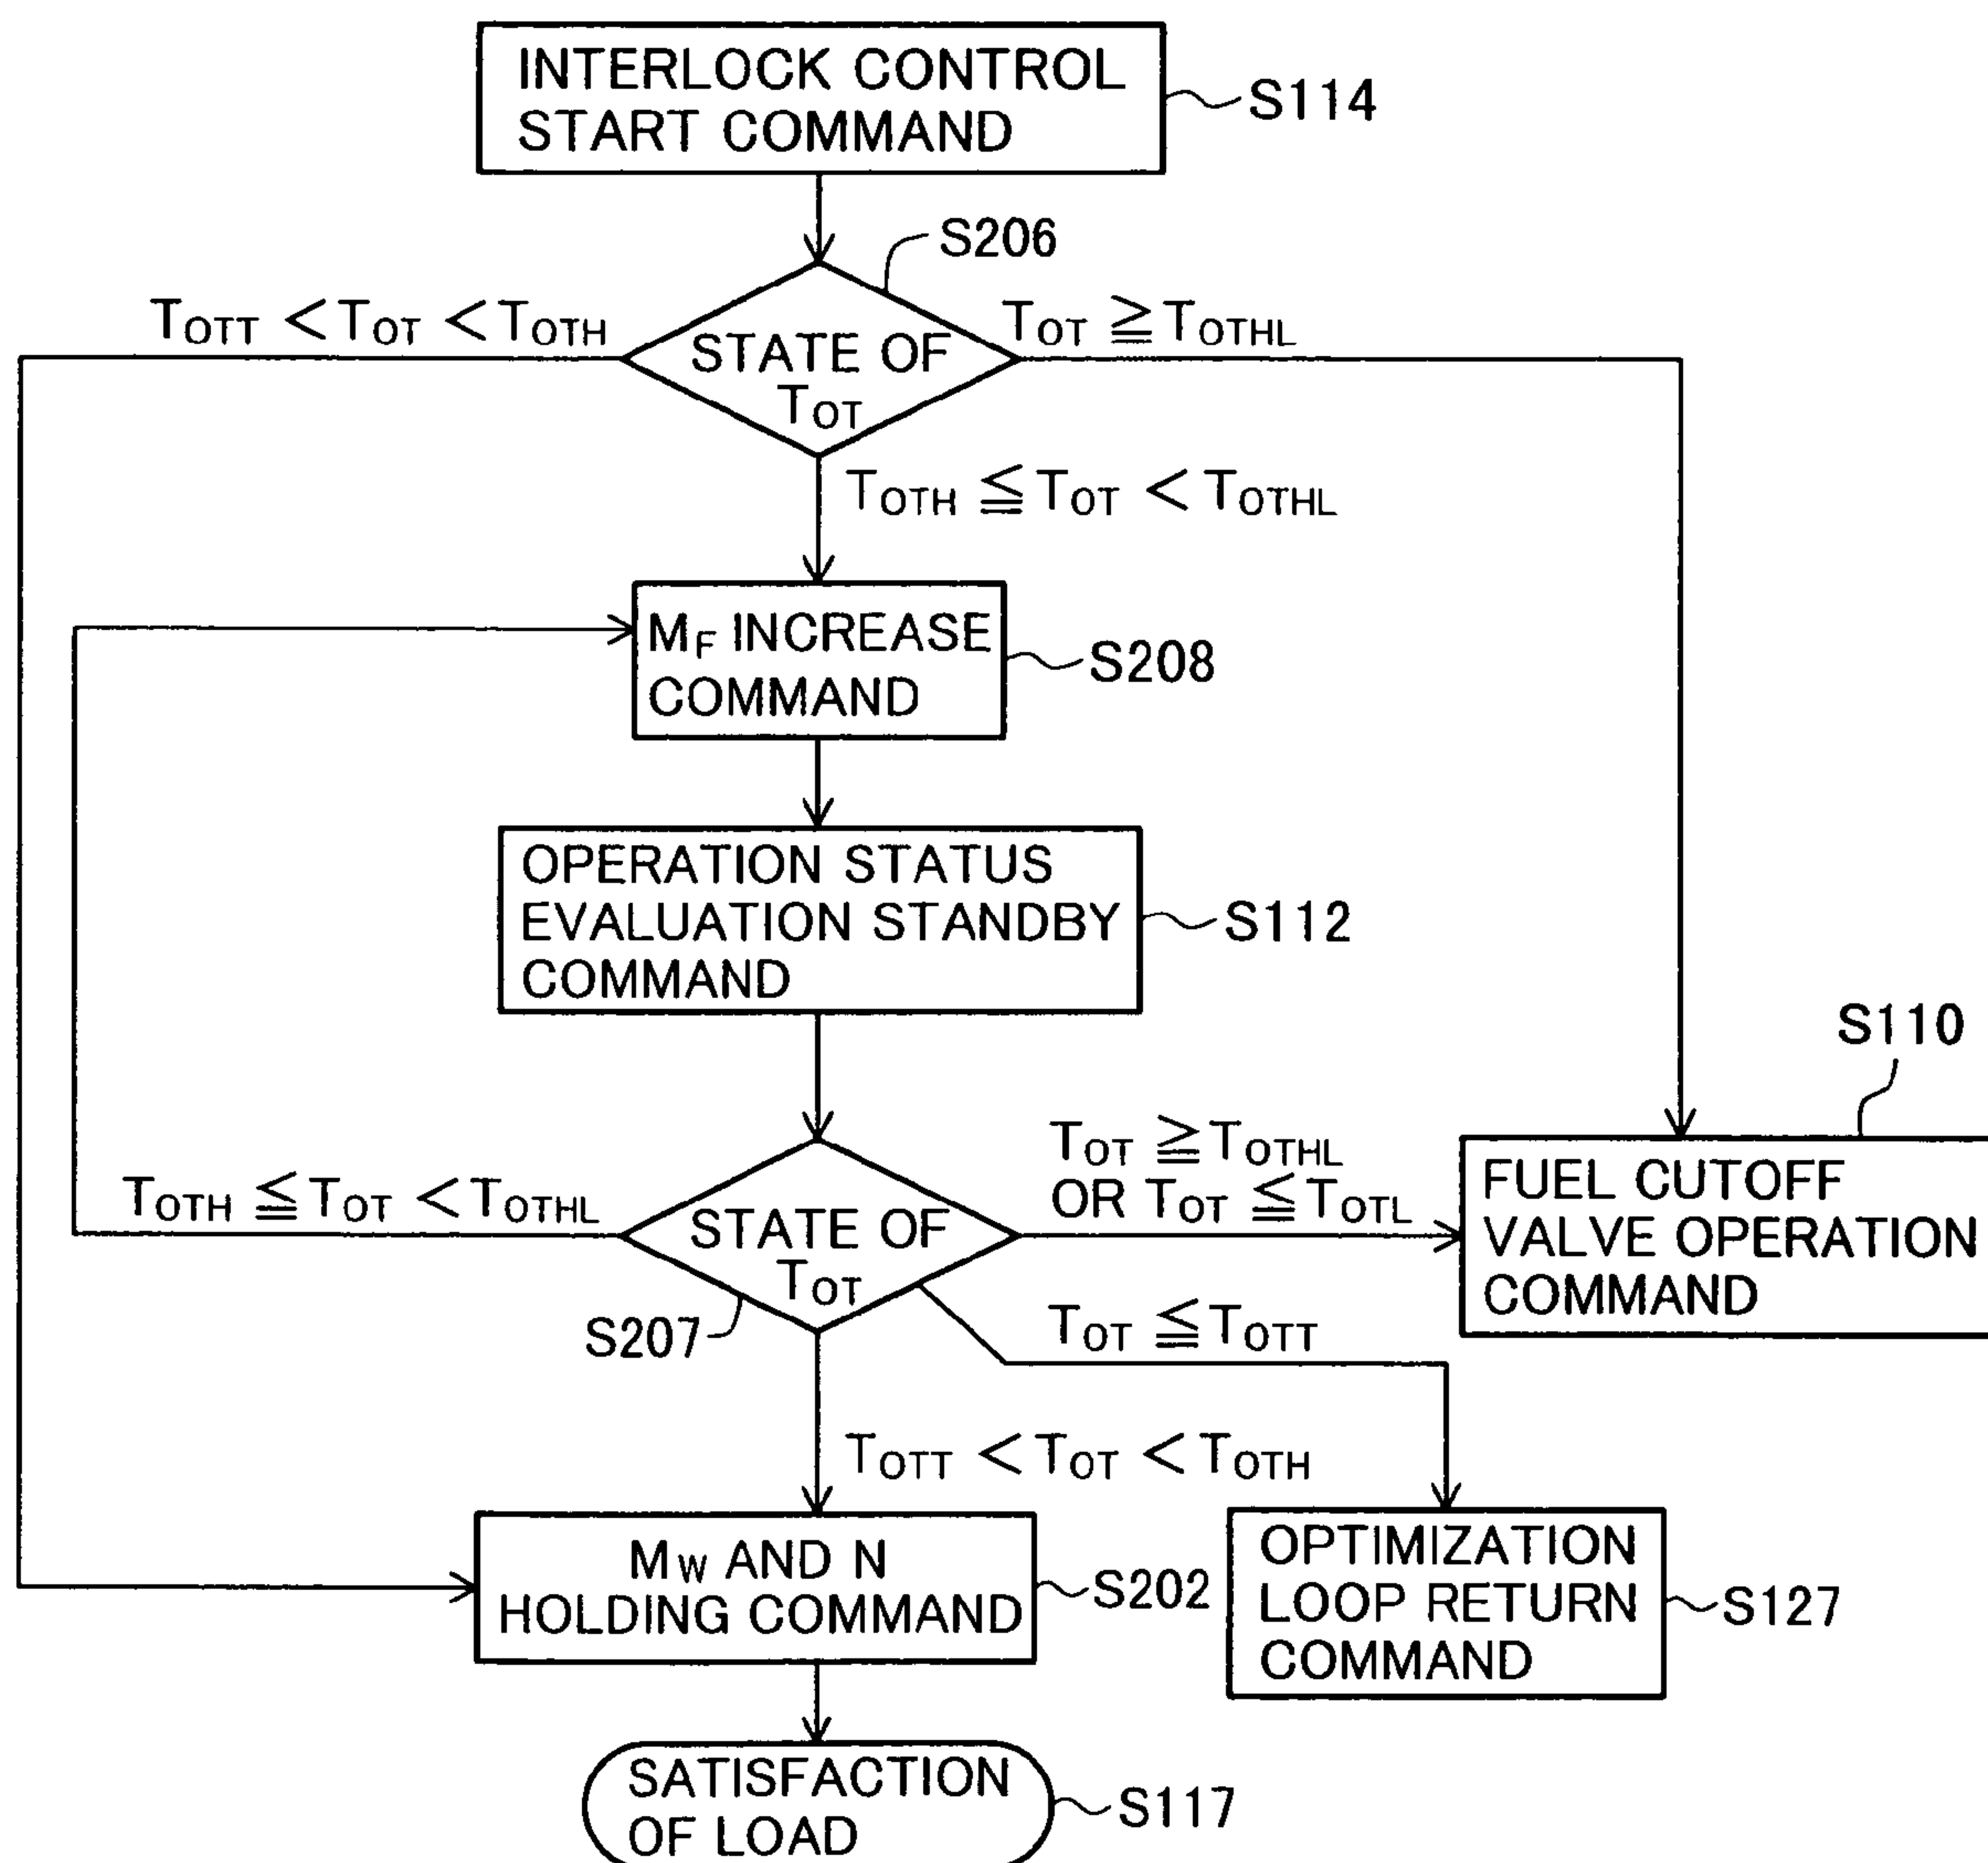 INTERLOCK CONTROL
START COMMAND
S114
S206
TOTT < TOT < TOTH
TOT ≧ TOTHL
STATE OF
TOT
TOTH ≦ TOT < TOTHL
MF INCREASE
COMMAND
S208
OPERATION STATUS
EVALUATION STANDBY
COMMAND
S112
S110
TOT ≧ TOTHL
OR TOT ≦ TOTL
TOTH ≦ TOT < TOTHL
STATE OF
TOT
FUEL CUTOFF
VALVE OPERATION
COMMAND
S207
TOT ≦ TOTT
TOTT < TOT < TOTH
MW AND N
HOLDING COMMAND
S202
OPTIMIZATION
LOOP RETURN
COMMAND
S127
SATISFACTION
OF LOAD
S117